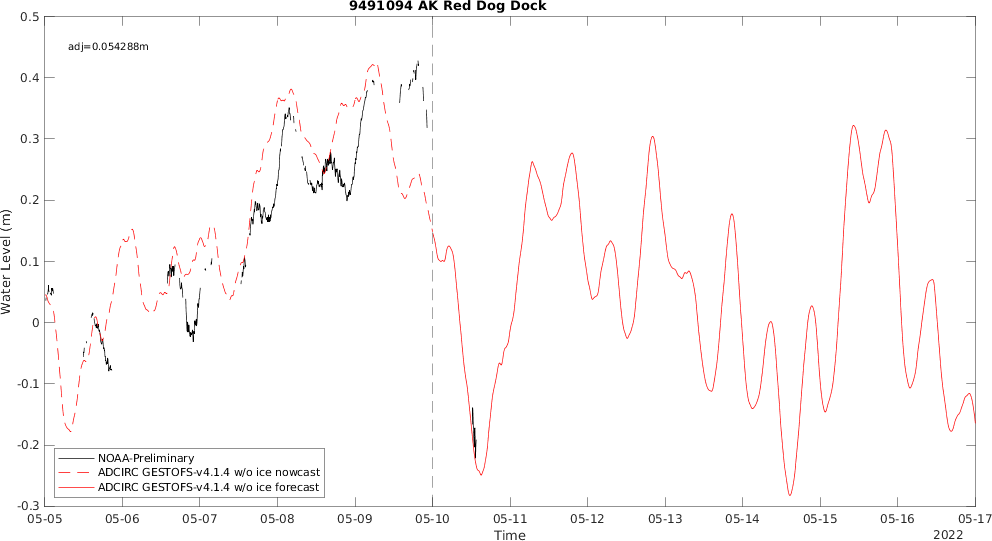 9491094 AK Red Dog Dock
0.5
adj=0.054288m
0.4
0.3
0.2
0.1
0
-0.1
-0.2
-0.3
Water Level (m)
NOAA-Preliminary
ADCIRC GESTOFS-v4.1.4 w/o ice nowcast
ADCIRC GESTOFS-v4.1.4 w/o ice forecast
05-05 05-06 05-07 05-08 05-09 05-10 05-11 05-12 05-13 05-14 05-15 05-16 05-17
Time
2022